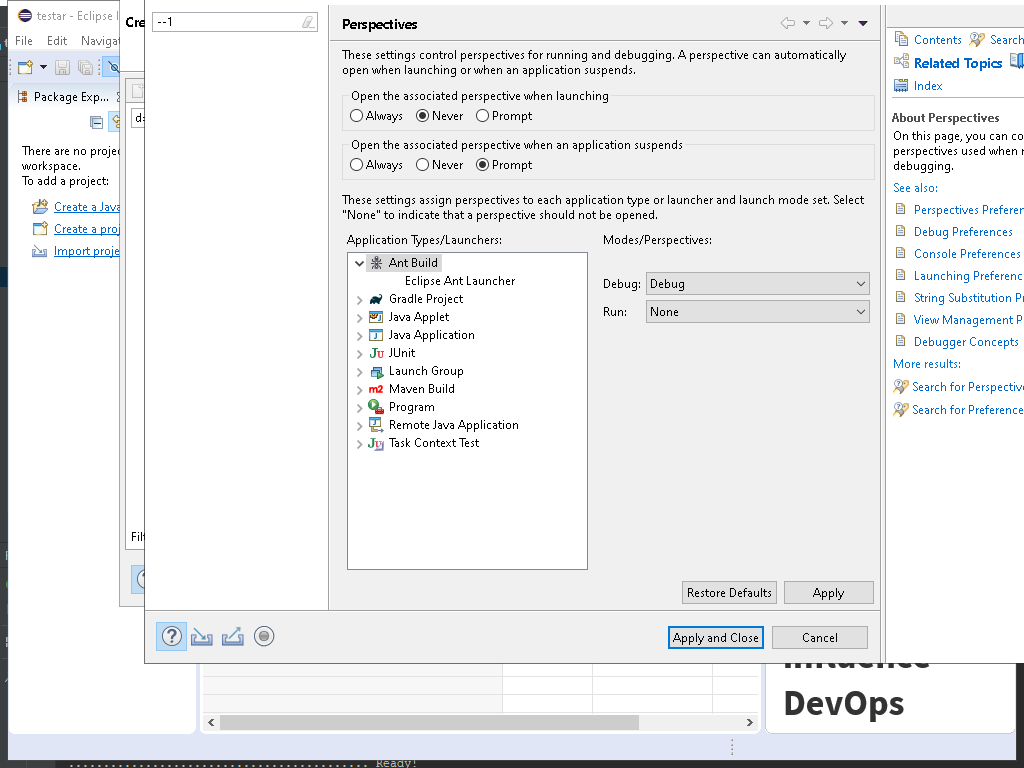 testar - Eclipse I
File Edit Navigat
Package Exp...
There are no proje
workspace.
To add a project:
Create a Java
Create a proj
Import proje
Cre
Filt
--1
Perspectives
These settings control perspectives for running and debugging. A perspective can automatically
open when launching or when an application suspends.
Open the associated perspective when launching
Always Never Prompt
Open the associated perspective when an application suspends
Always Never Prompt
These settings assign perspectives to each application type or launcher and launch mode set. Select
"None" to indicate that a perspective should not be opened.
Application Types/Launchers:
Ant Build
Eclipse Ant Launcher
Gradle Project
Java Applet
Java Application
JUnit
Launch Group
Maven Build
Program
Remote Java Application
Task Context Test
Modes/Perspectives:
Debug: Debug
Run: None
Restore Defaults Apply
Apply and Close Cancel
Contents Search
Related Topics
Index
About Perspectives
On this page, you can co
perspectives used when r
debugging.
See also:
Perspectives Preferen
Debug Preferences
Console Preferences
Launching Preferenc
String Substitution Pr
View Management P
Debugger Concepts
More results:
Search for Perspective
Search for Preference
DevOps
Ready!